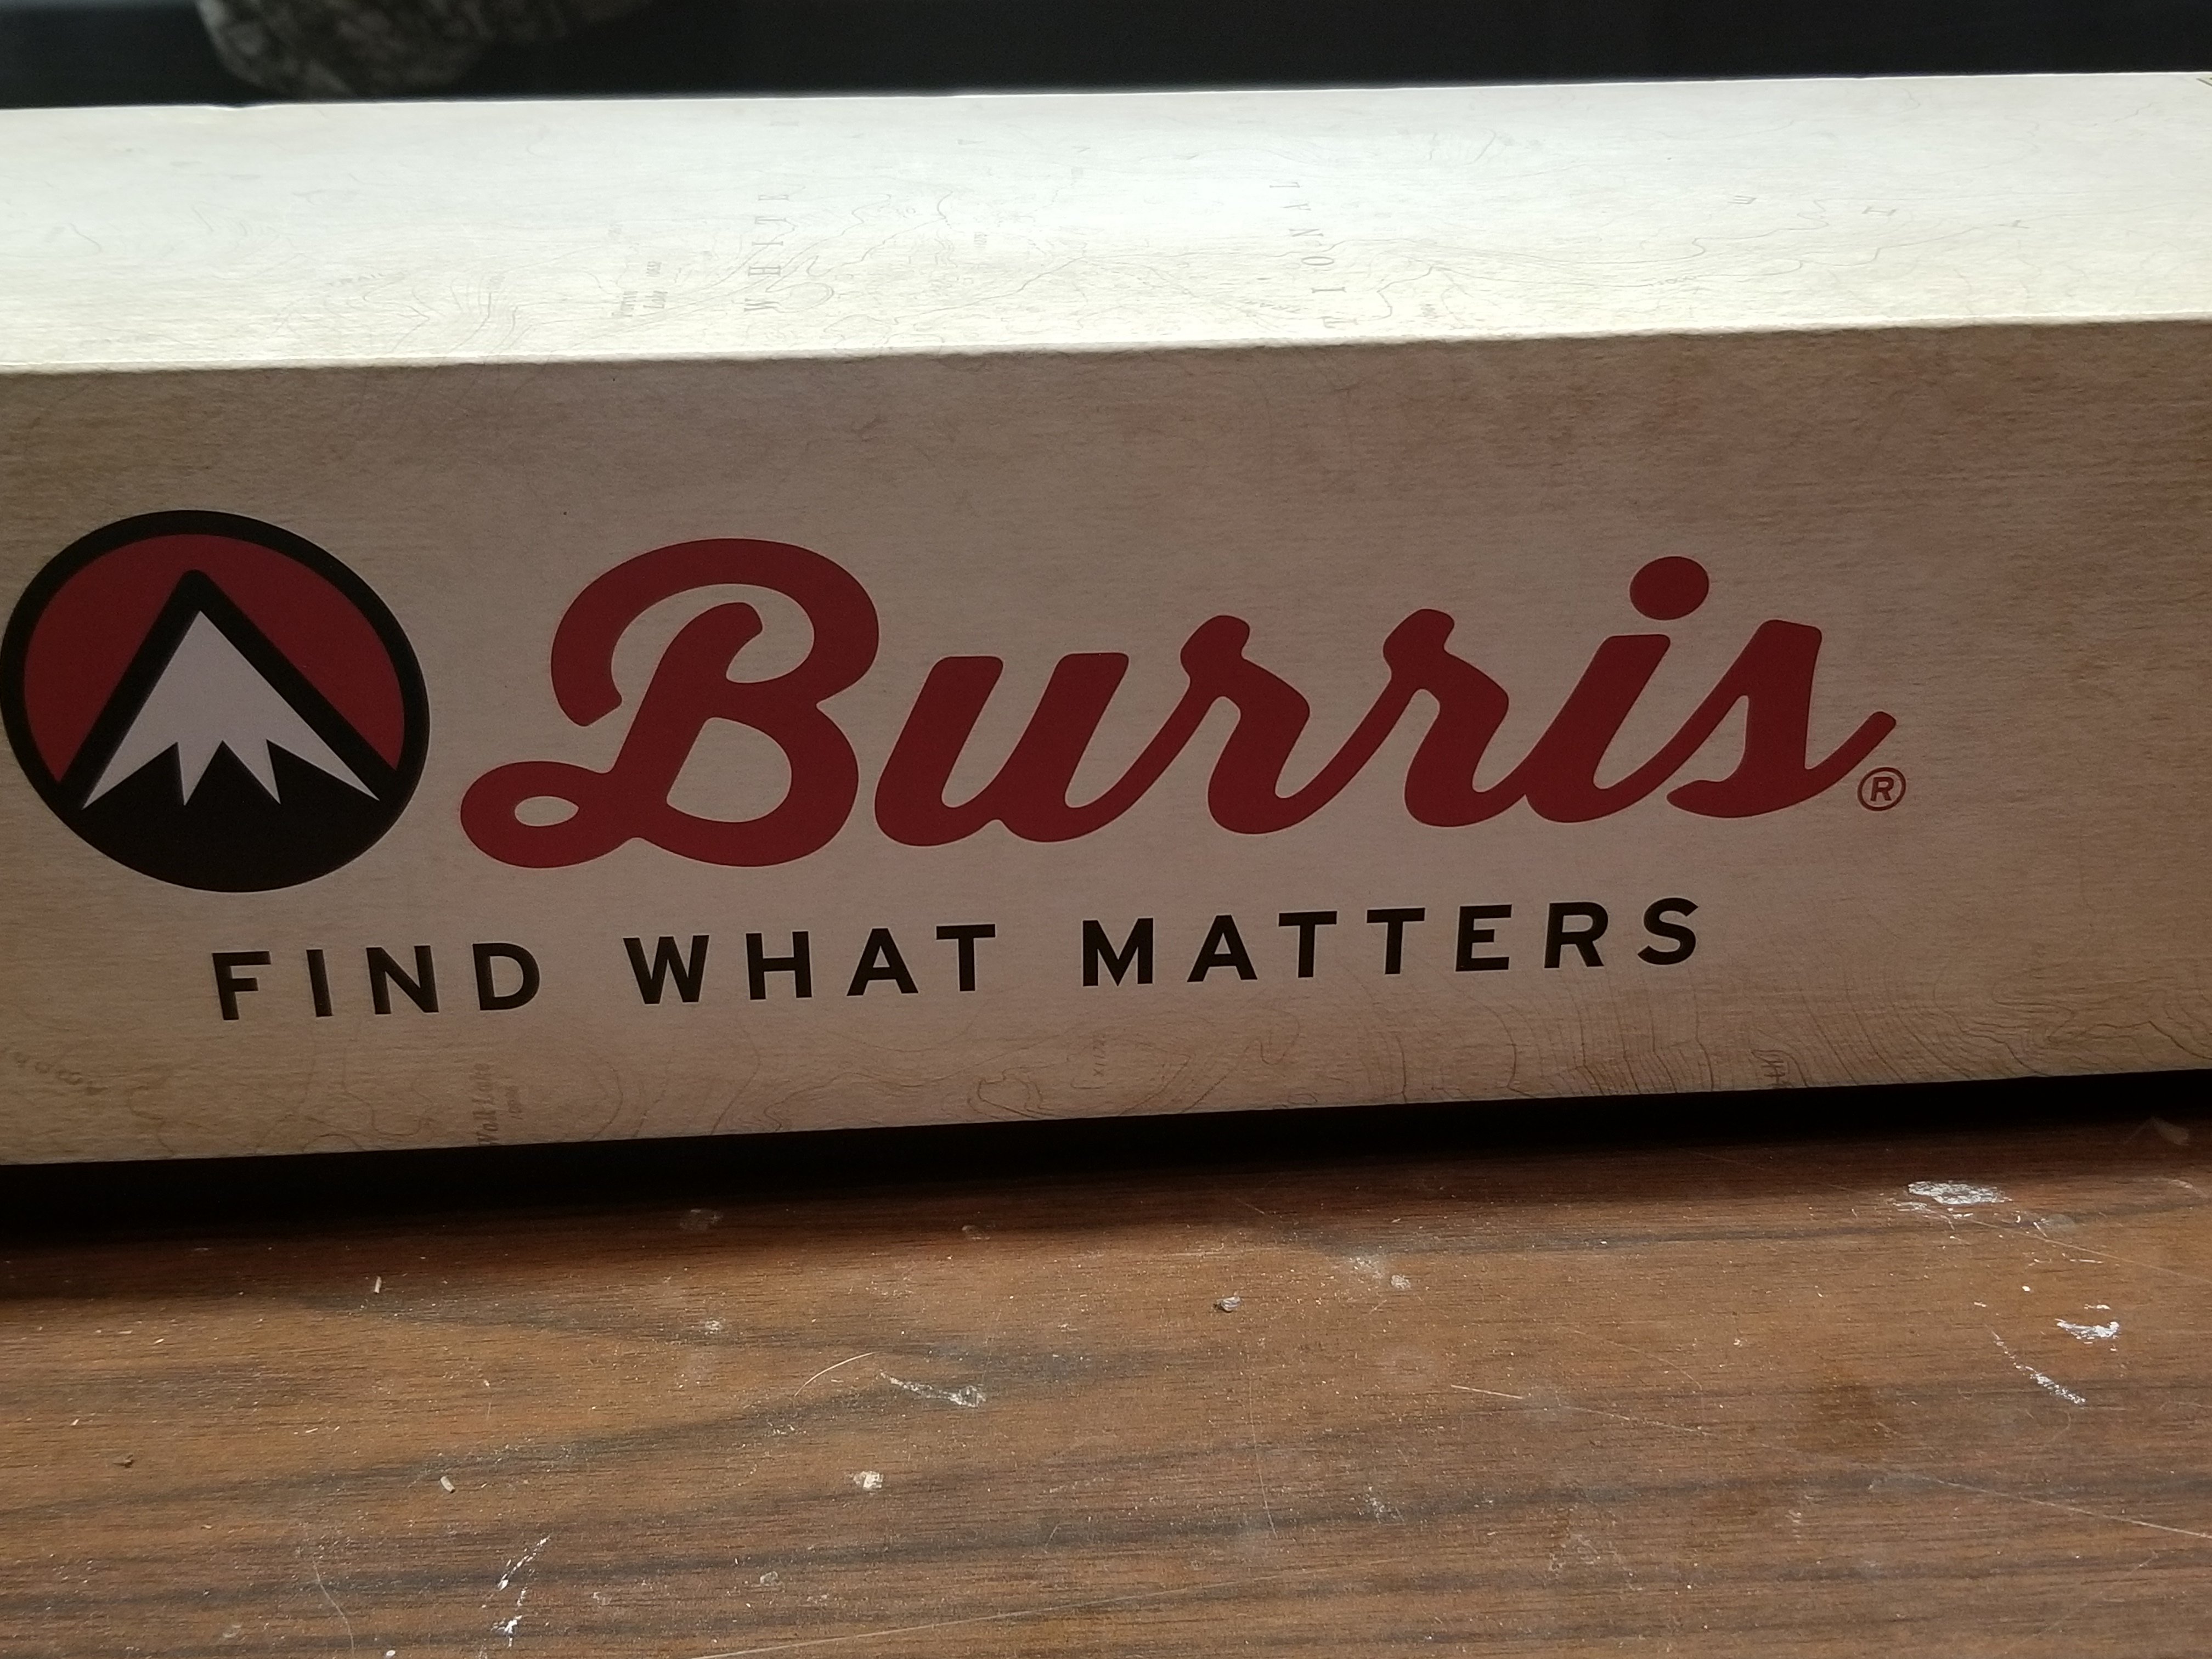 Burris®
FIND WHAT MATTERS